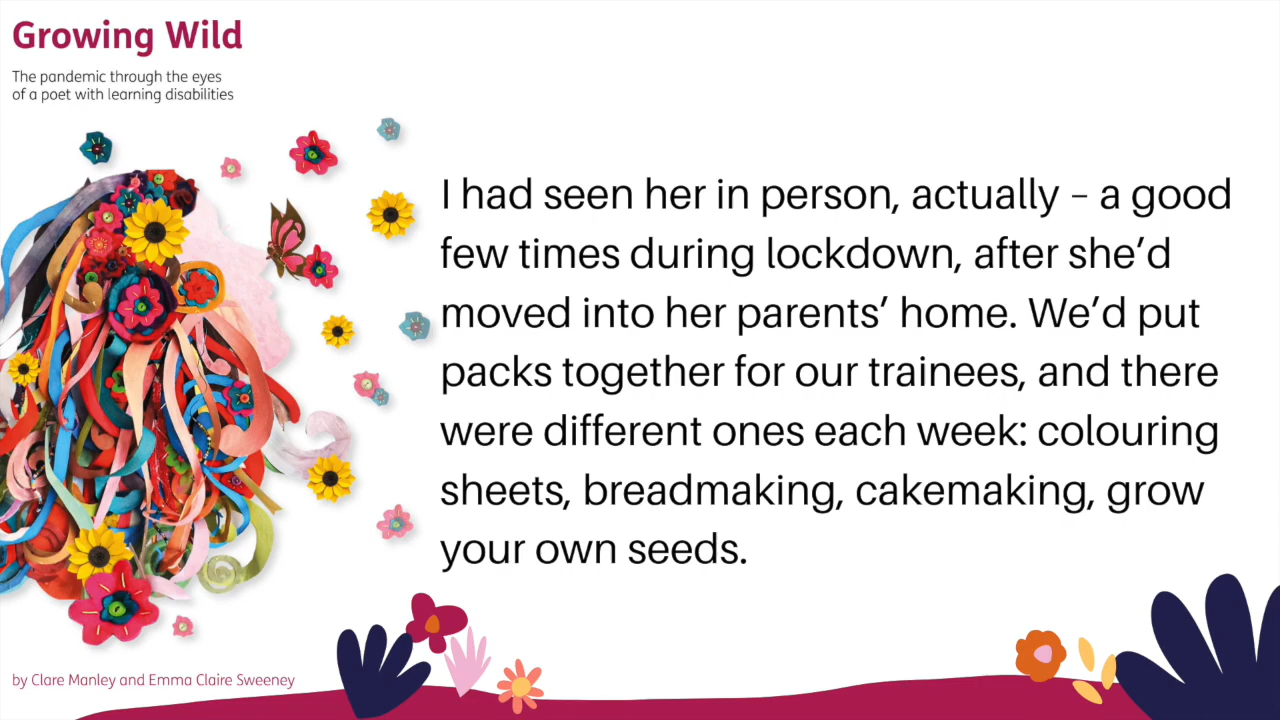 Growing Wild
The pandemic through the eyes
of a poet with learning disabilities
I had seen her in person, actually – a good
few times during lockdown, after she’d
moved into her parents’ home. We’d put
packs together for our trainees, and there
were different ones each week: colouring
sheets, breadmaking, cakemaking, grow
your own seeds.
by Clare Manley and Emma Claire Sweeney